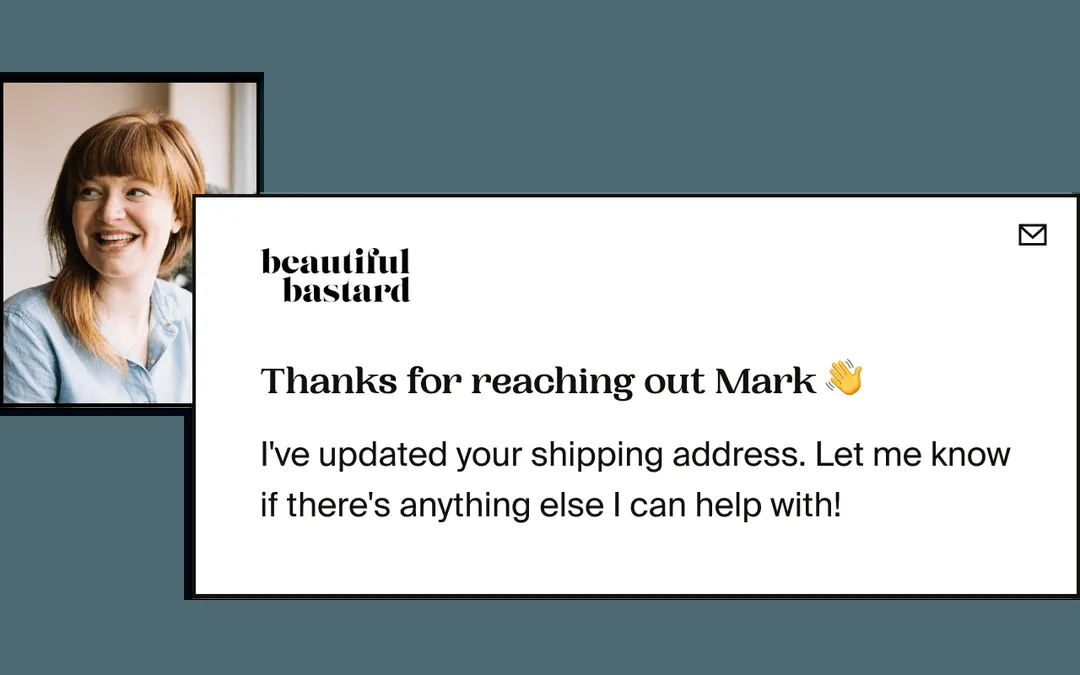 beautiful
bastard
Thanks for reaching out Mark 👋
I've updated your shipping address. Let me know
if there's anything else I can help with!